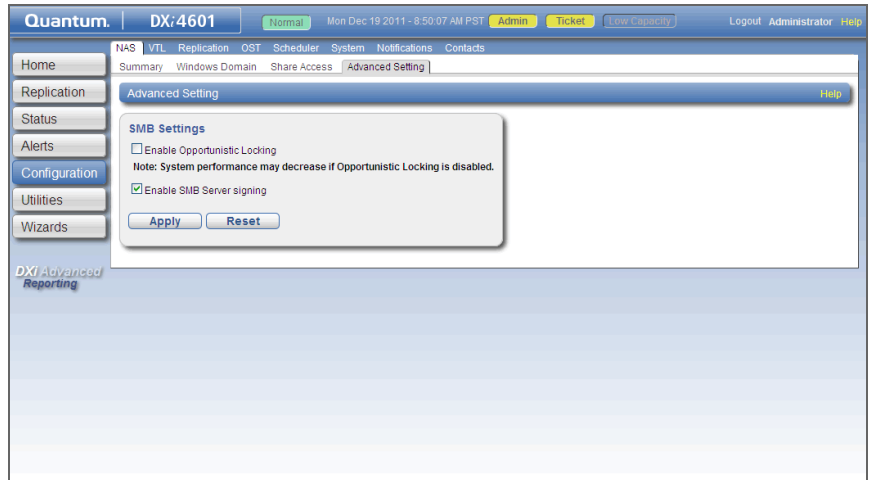 Quantum. DXi4601 Normal Mon Dec 19 2011 - 8:50:07 AM PST Admin Ticket Low Capacity Logout Administrator Help
NAS VTL Replication OST Scheduler System Notifications Contacts
Summary Windows Domain Share Access Advanced Setting
Home
Replication
Status
Alerts
Configuration
Utilities
Wizards
DXi Advanced
Reporting
Advanced Setting Help
SMB Settings
Enable Opportunistic Locking
Note: System performance may decrease if Opportunistic Locking is disabled.
Enable SMB Server signing
Apply Reset